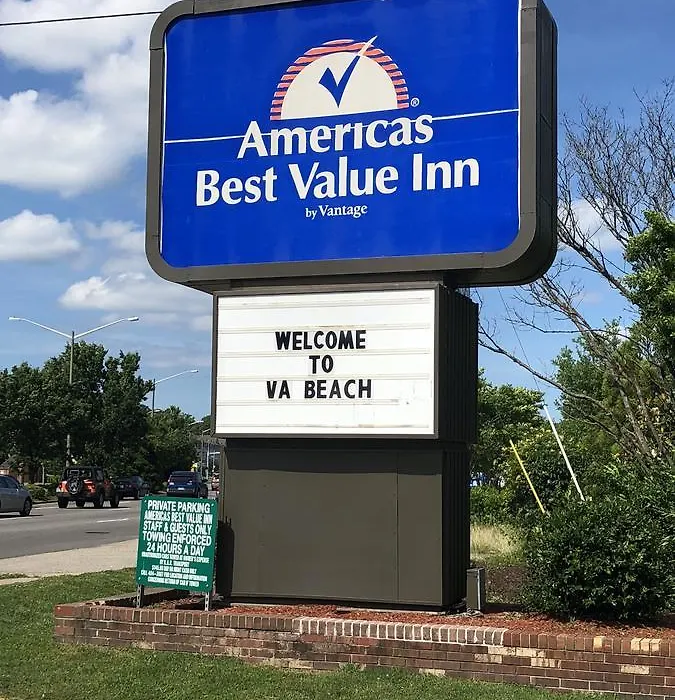 Americas
Best Value Inn
by Vantage
WELCOME
TO
VA BEACH
PRIVATE PARKING
AMERICAS BEST VALUE INN
STAFF & GUESTS ONLY
TOWING ENFORCED
24 HOURS A DAY